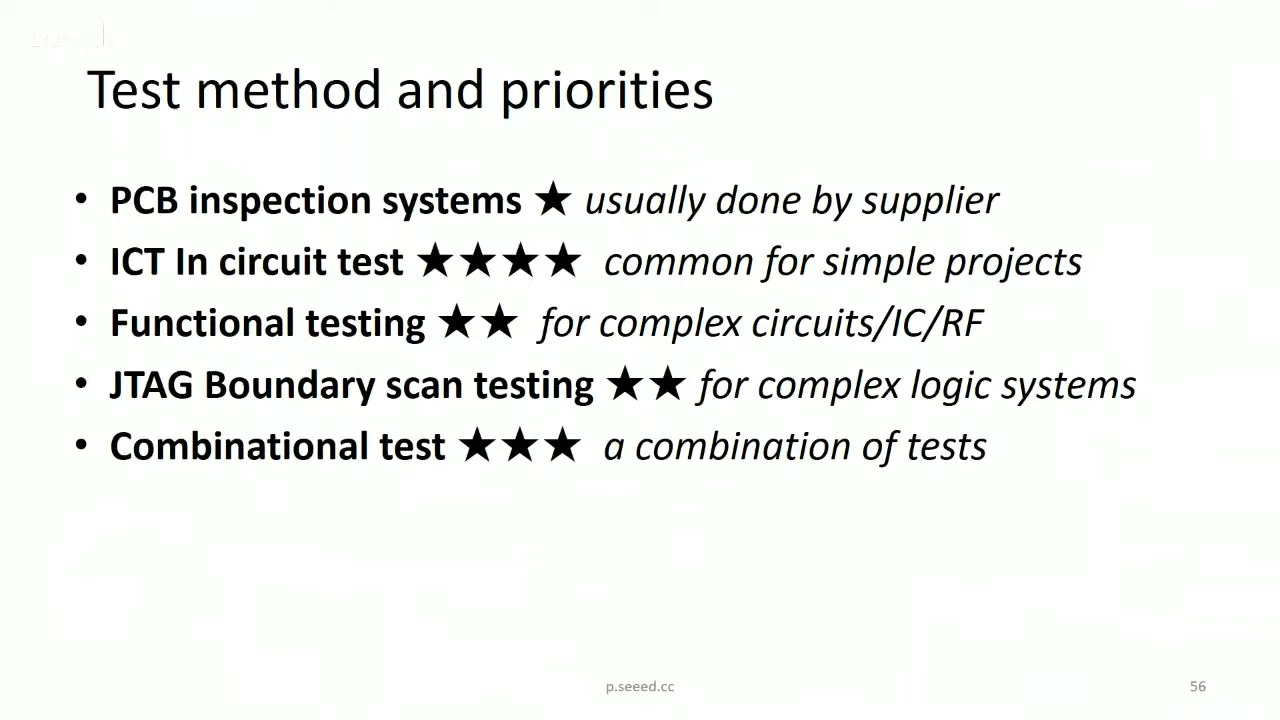 Test method and priorities
• PCB inspection systems ★ usually done by supplier
• ICT In circuit test ★★★★ common for simple projects
• Functional testing ★★ for complex circuits/IC/RF
• JTAG Boundary scan testing ★★ for complex logic systems
• Combinational test ★★★ a combination of tests
p.seeed.cc
56